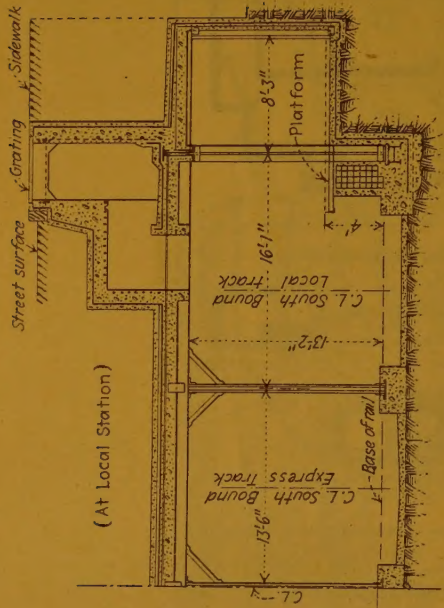 Street surface
Grating
Sidewalk
(At Local Station)
8'-3"
Platform
16'-1"
4'
C.L. South Bound
Local track
13'-2"
C.L. South Bound
Express Track
Base of rail
13'-6"
C.L.